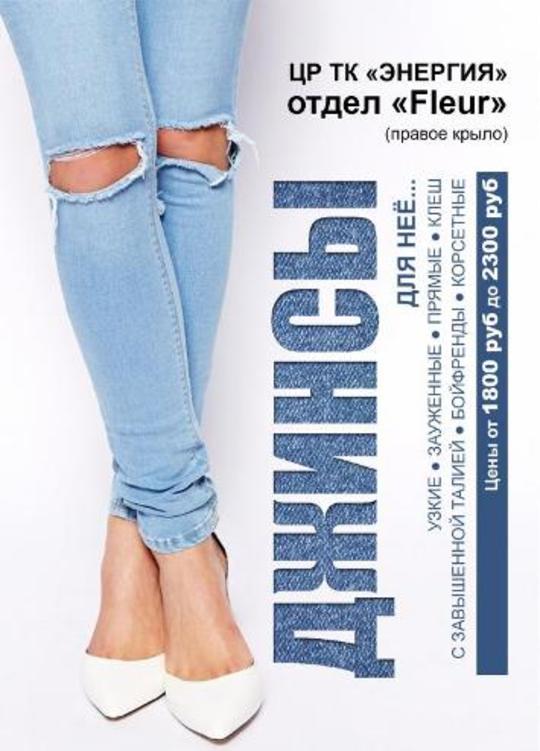 ЦР ТК «ЭНЕРГИЯ»
отдел «Fleur»
(правое крыло)
ДЖИНСЫ
ДЛЯ НЕЁ...
УЗКИЕ • ЗАУЖЕННЫЕ • ПРЯМЫЕ • КЛЕШ
С ЗАВЫШЕННОЙ ТАЛИЕЙ • БОЙФРЕНДЫ • КОРСЕТНЫЕ
Цены от 1800 руб до 2300 руб